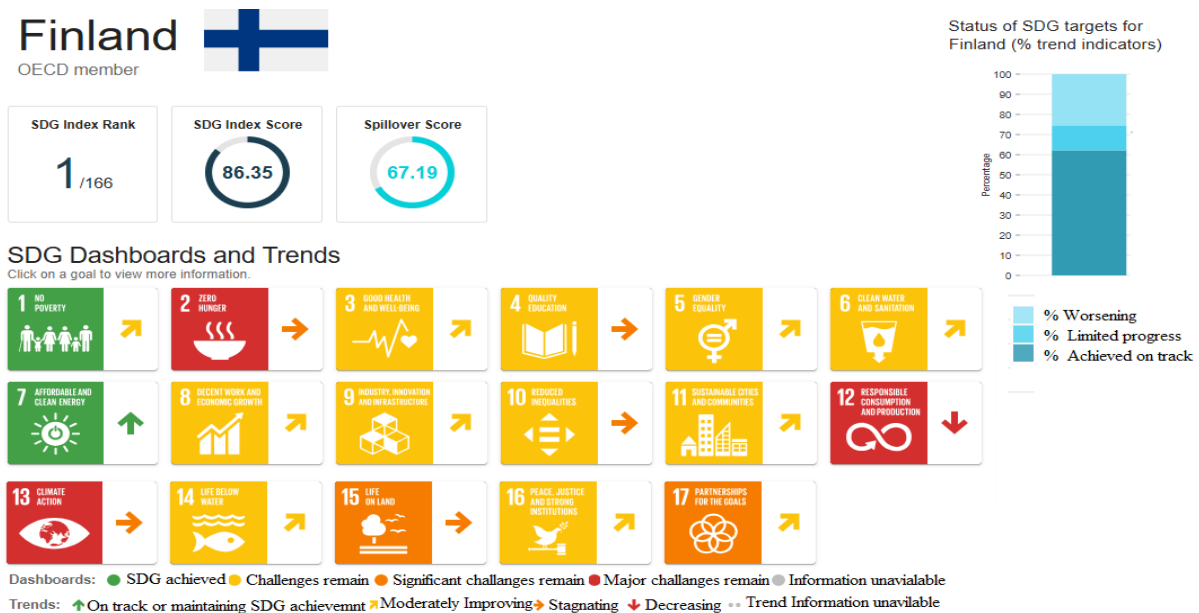 Finland
OECD member
Status of SDG targets for
Finland (% trend indicators)
SDG Index Rank
1 /166
SDG Index Score
86.35
Spillover Score
67.19
100
90
80
70
60
50
40
30
20
10
0
Percentage
% Worsening
% Limited progress
% Achieved on track
SDG Dashboards and Trends
Click on a goal to view more information.
1 NO
POVERTY
2 ZERO
HUNGER
3 GOOD HEALTH
AND WELL-BEING
4 QUALITY
EDUCATION
5 GENDER
EQUALITY
6 CLEAN WATER
AND SANITATION
7 AFFORDABLE AND
CLEAN ENERGY
8 DECENT WORK AND
ECONOMIC GROWTH
9 INDUSTRY, INNOVATION
AND INFRASTRUCTURE
10 REDUCED
INEQUALITIES
11 SUSTAINABLE CITIES
AND COMMUNITIES
12 RESPONSIBLE
CONSUMPTION
AND PRODUCTION
13 CLIMATE
ACTION
14 LIFE BELOW
WATER
15 LIFE
ON LAND
16 PEACE, JUSTICE
AND STRONG
INSTITUTIONS
17 PARTNERSHIPS
FOR THE GOALS
Dashboards: SDG achieved Challenges remain Significant challanges remain Major challanges remain Information unavialable
Trends: On track or maintaining SDG achievemnt Moderately Improving Stagnating Decreasing Trend Information unavailable